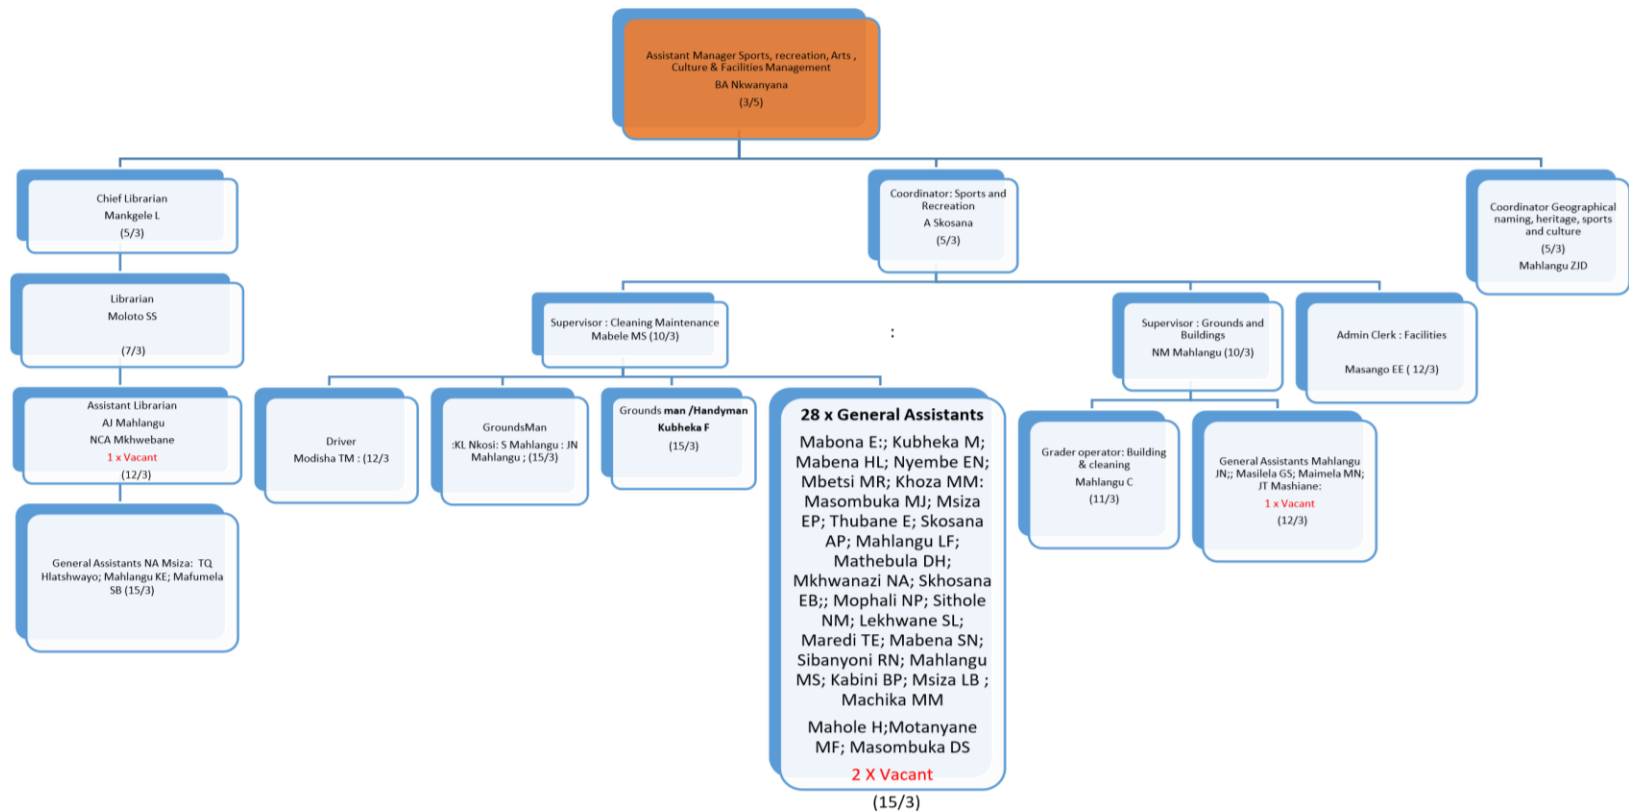 Assistant Manager Sports, recreation, Arts ,
Culture & Facilities Management
BA Nkwanyana
(3/5)
Chief Librarian
Mankgele L
(5/3)
Coordinator: Sports and
Recreation
A Skosana
(5/3)
Coordinator Geographical
naming, heritage, sports
and culture
(5/3)
Mahlangu ZJD
Librarian
Moloto SS
(7/3)
Supervisor : Cleaning Maintenance
Mabele MS (10/3)
:
Supervisor : Grounds and
Buildings
NM Mahlangu (10/3)
Admin Clerk : Facilities
Masango EE ( 12/3)
Assistant Librarian
AJ Mahlangu
NCA Mkhwebane
1 x Vacant
(12/3)
Driver
Modisha TM : (12/3
GroundsMan
:KL Nkosi: S Mahlangu : JN
Mahlangu ; (15/3)
Grounds man /Handyman
Kubheka F
(15/3)
28 x General Assistants
Mabona E:; Kubheka M;
Mabena HL; Nyembe EN;
Mbetsi MR; Khoza MM:
Masombuka MJ; Msiza
EP; Thubane E; Skosana
AP; Mahlangu LF;
Mathebula DH;
Mkhwanazi NA; Skhosana
EB;; Mophali NP; Sithole
NM; Lekhwane SL;
Maredi TE; Mabena SN;
Sibanyoni RN; Mahlangu
MS; Kabini BP; Msiza LB ;
Machika MM
Mahole H;Motanyane
MF; Masombuka DS
2 X Vacant
(15/3)
Grader operator: Building
& cleaning
Mahlangu C
(11/3)
General Assistants Mahlangu
JN;; Masilela GS; Maimela MN;
JT Mashiane:
1 x Vacant
(12/3)
General Assistants NA Msiza:  TQ
Hlatshwayo; Mahlangu KE; Mafumela
SB (15/3)